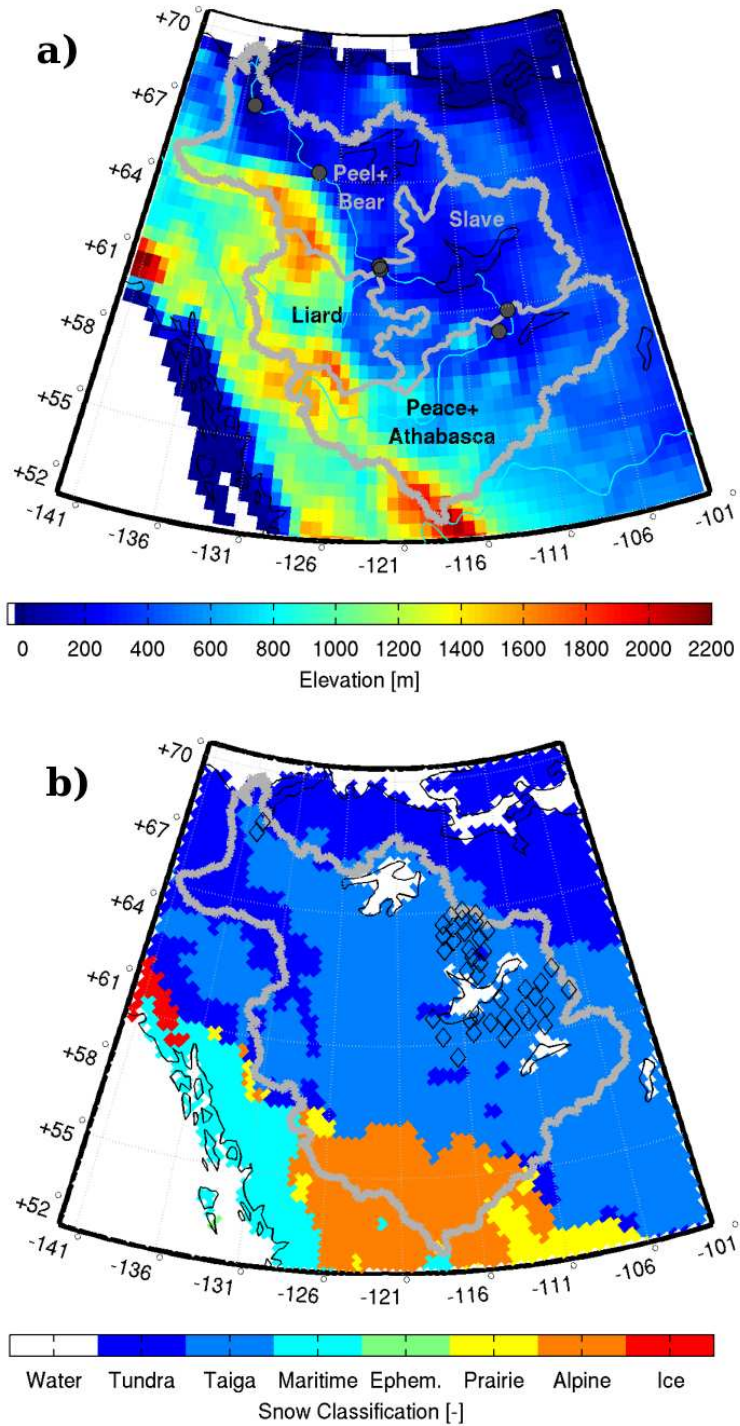 a)
+70
+67
+64
+61
+58
+55
+52
Peel+
Bear
Slave
Liard
Peace+
Athabasca
-141
-136
-131
-126
-121
-116
-111
-106
-101
0 200 400 600 800 1000 1200 1400 1600 1800 2000 2200
Elevation [m]
b)
+70
+67
+64
+61
+58
+55
+52
-141
-136
-131
-126
-121
-116
-111
-106
-101
Water Tundra Taiga Maritime Ephem. Prairie Alpine Ice
Snow Classification [-]